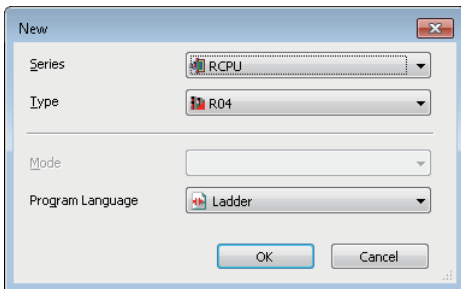 New
Series RCPU
Type R04
Mode
Program Language Ladder
OK Cancel